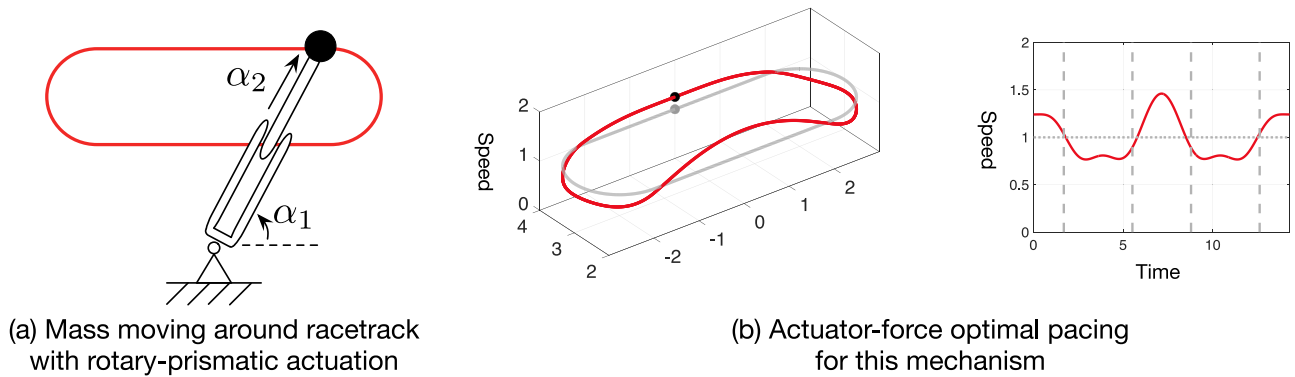 α₂
α₁
(a) Mass moving around racetrack
with rotary-prismatic actuation
Speed
2
1
0
4
3
2
-2
-1
0
1
2
Speed
2
1.5
1
0.5
0
0
5
10
Time
(b) Actuator-force optimal pacing
for this mechanism